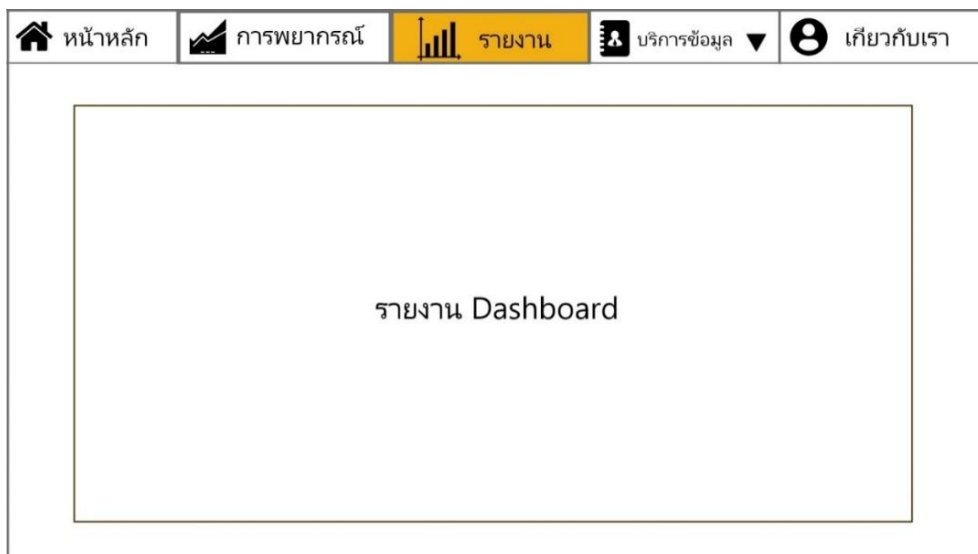 หน้าหลัก การพยากรณ์ รายงาน บริการข้อมูล ▼ เกี่ยวกับเรา
รายงาน Dashboard